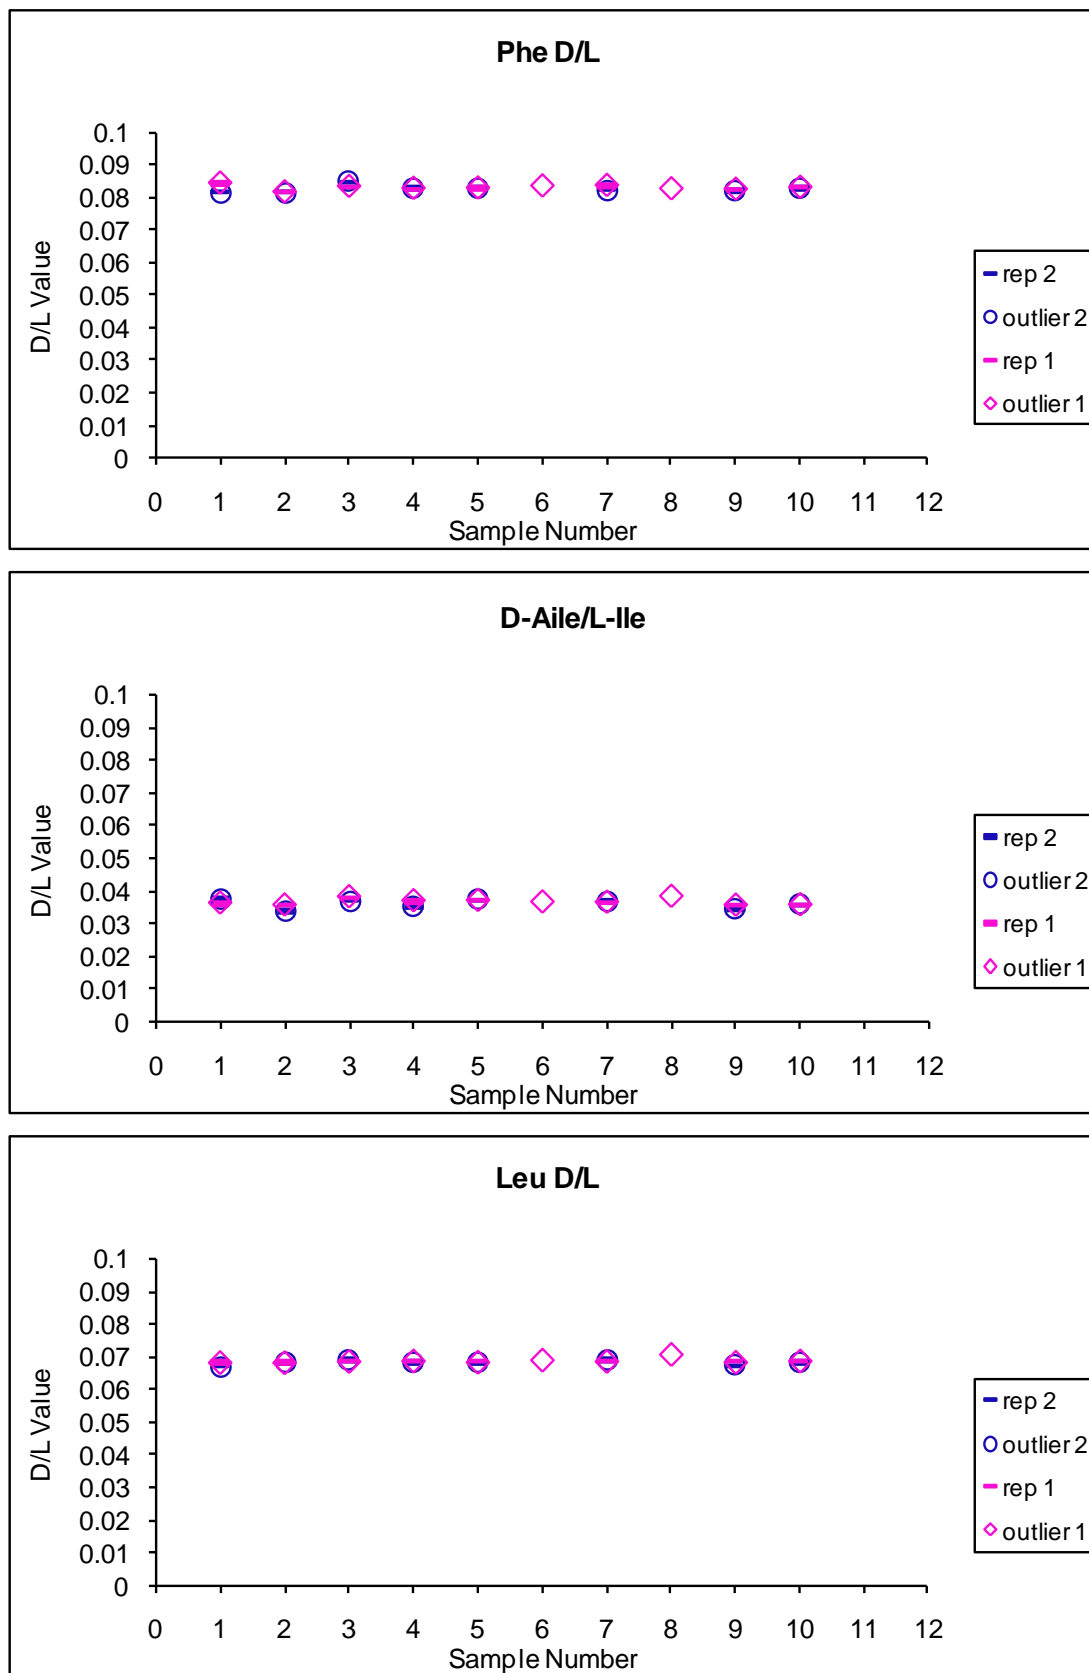 Phe D/L
0.1
0.09
0.08
0.07
0.06
0.05
0.04
0.03
0.02
0.01
0
D/L Value
0 1 2 3 4 5 6 7 8 9 10 11 12
Sample Number
rep 2
outlier 2
rep 1
outlier 1
D-Aile/L-Ile
0.1
0.09
0.08
0.07
0.06
0.05
0.04
0.03
0.02
0.01
0
D/L Value
0 1 2 3 4 5 6 7 8 9 10 11 12
Sample Number
rep 2
outlier 2
rep 1
outlier 1
Leu D/L
0.1
0.09
0.08
0.07
0.06
0.05
0.04
0.03
0.02
0.01
0
D/L Value
0 1 2 3 4 5 6 7 8 9 10 11 12
Sample Number
rep 2
outlier 2
rep 1
outlier 1